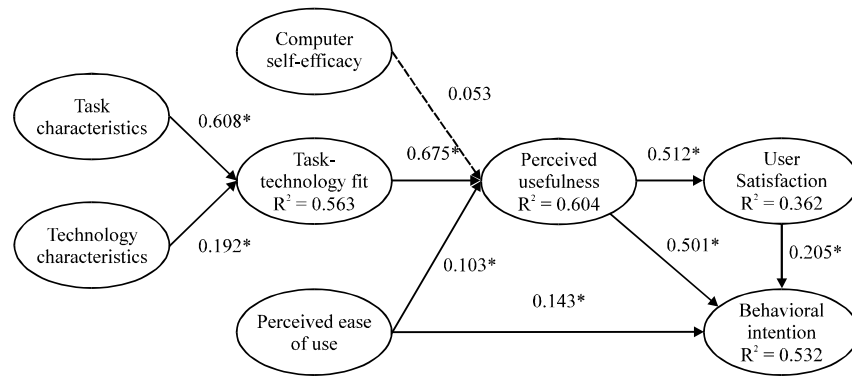 Computer
self-efficacy
0.053
Task
characteristics
0.608*
Task-
technology fit
R² = 0.563
0.675*
Perceived
usefulness
R² = 0.604
0.512*
User
Satisfaction
R² = 0.362
Technology
characteristics
0.192*
0.103*
0.501*
0.205*
Perceived ease
of use
0.143*
Behavioral
intention
R² = 0.532